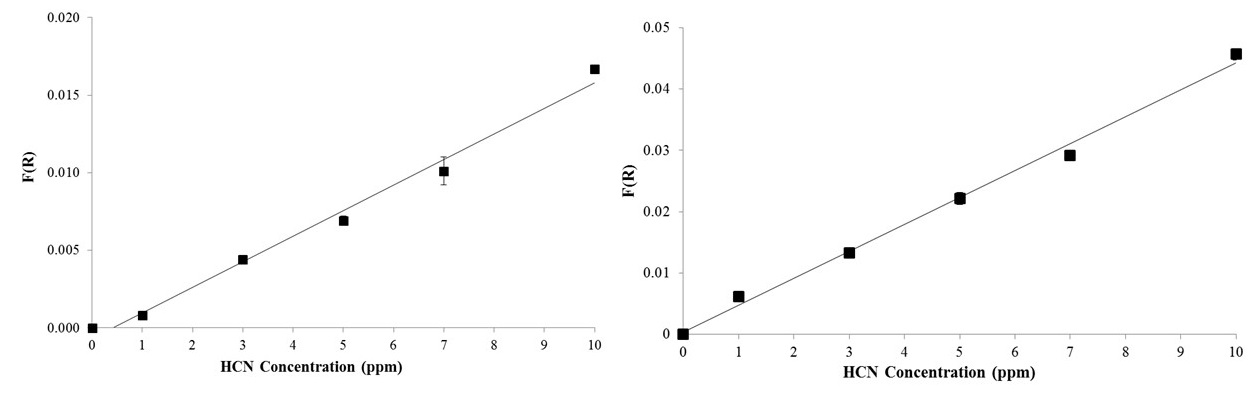 0.020
0.015
0.010
0.005
0.000
F(R)
0 1 2 3 4 5 6 7 8 9 10
HCN Concentration (ppm)
0.05
0.04
0.03
0.02
0.01
0
F(R)
0 1 2 3 4 5 6 7 8 9 10
HCN Concentration (ppm)